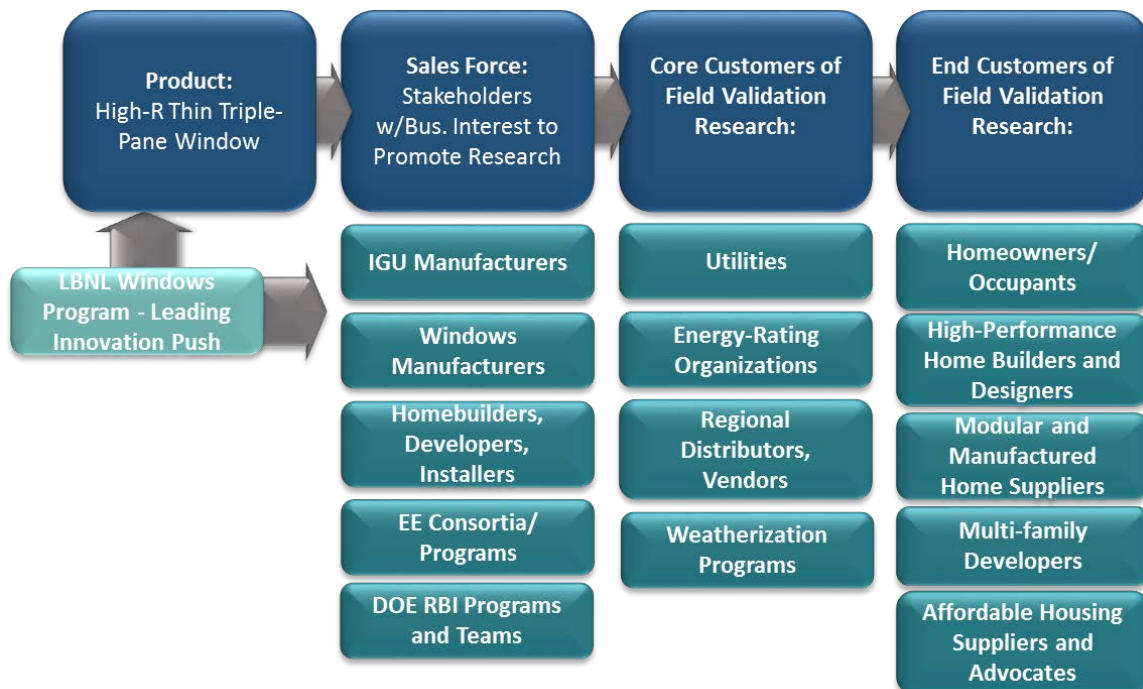 Product:
High-R Thin Triple-
Pane Window
Sales Force:
Stakeholders
w/Bus. Interest to
Promote Research
Core Customers of
Field Validation
Research:
End Customers of
Field Validation
Research:
LBNL Windows
Program - Leading
Innovation Push
IGU Manufacturers
Windows
Manufacturers
Homebuilders,
Developers,
Installers
EE Consortia/
Programs
DOE RBI Programs
and Teams
Utilities
Energy-Rating
Organizations
Regional
Distributors,
Vendors
Weatherization
Programs
Homeowners/
Occupants
High-Performance
Home Builders and
Designers
Modular and
Manufactured
Home Suppliers
Multi-family
Developers
Affordable Housing
Suppliers and
Advocates